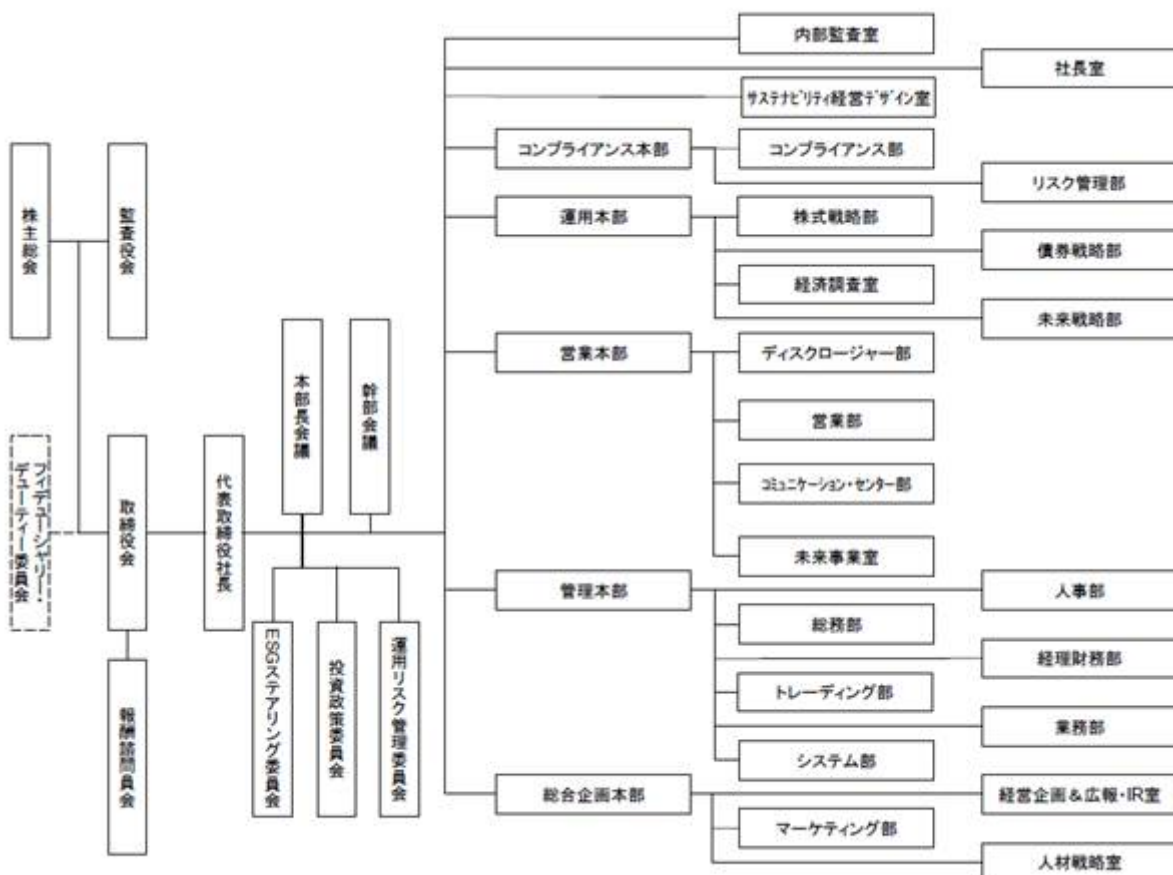 内部監査室
社長室
サステナビリティ経営デザイン室
コンプライアンス本部
コンプライアンス部
リスク管理部
運用本部
株式戦略部
債券戦略部
経済調査室
未来戦略部
営業本部
ディスクロージャー部
営業部
コミュニケーション・センター部
未来事業室
管理本部
人事部
総務部
経理財務部
トレーディング部
業務部
システム部
総合企画本部
経営企画&広報・IR室
マーケティング部
人材戦略室
株主総会
監査役会
フィデューシャリー・
デューティー委員会
取締役会
代表取締役社長
本部長会議
幹部会議
ESGステアリング委員会
投資政策委員会
運用リスク管理委員会
報酬諮問員会